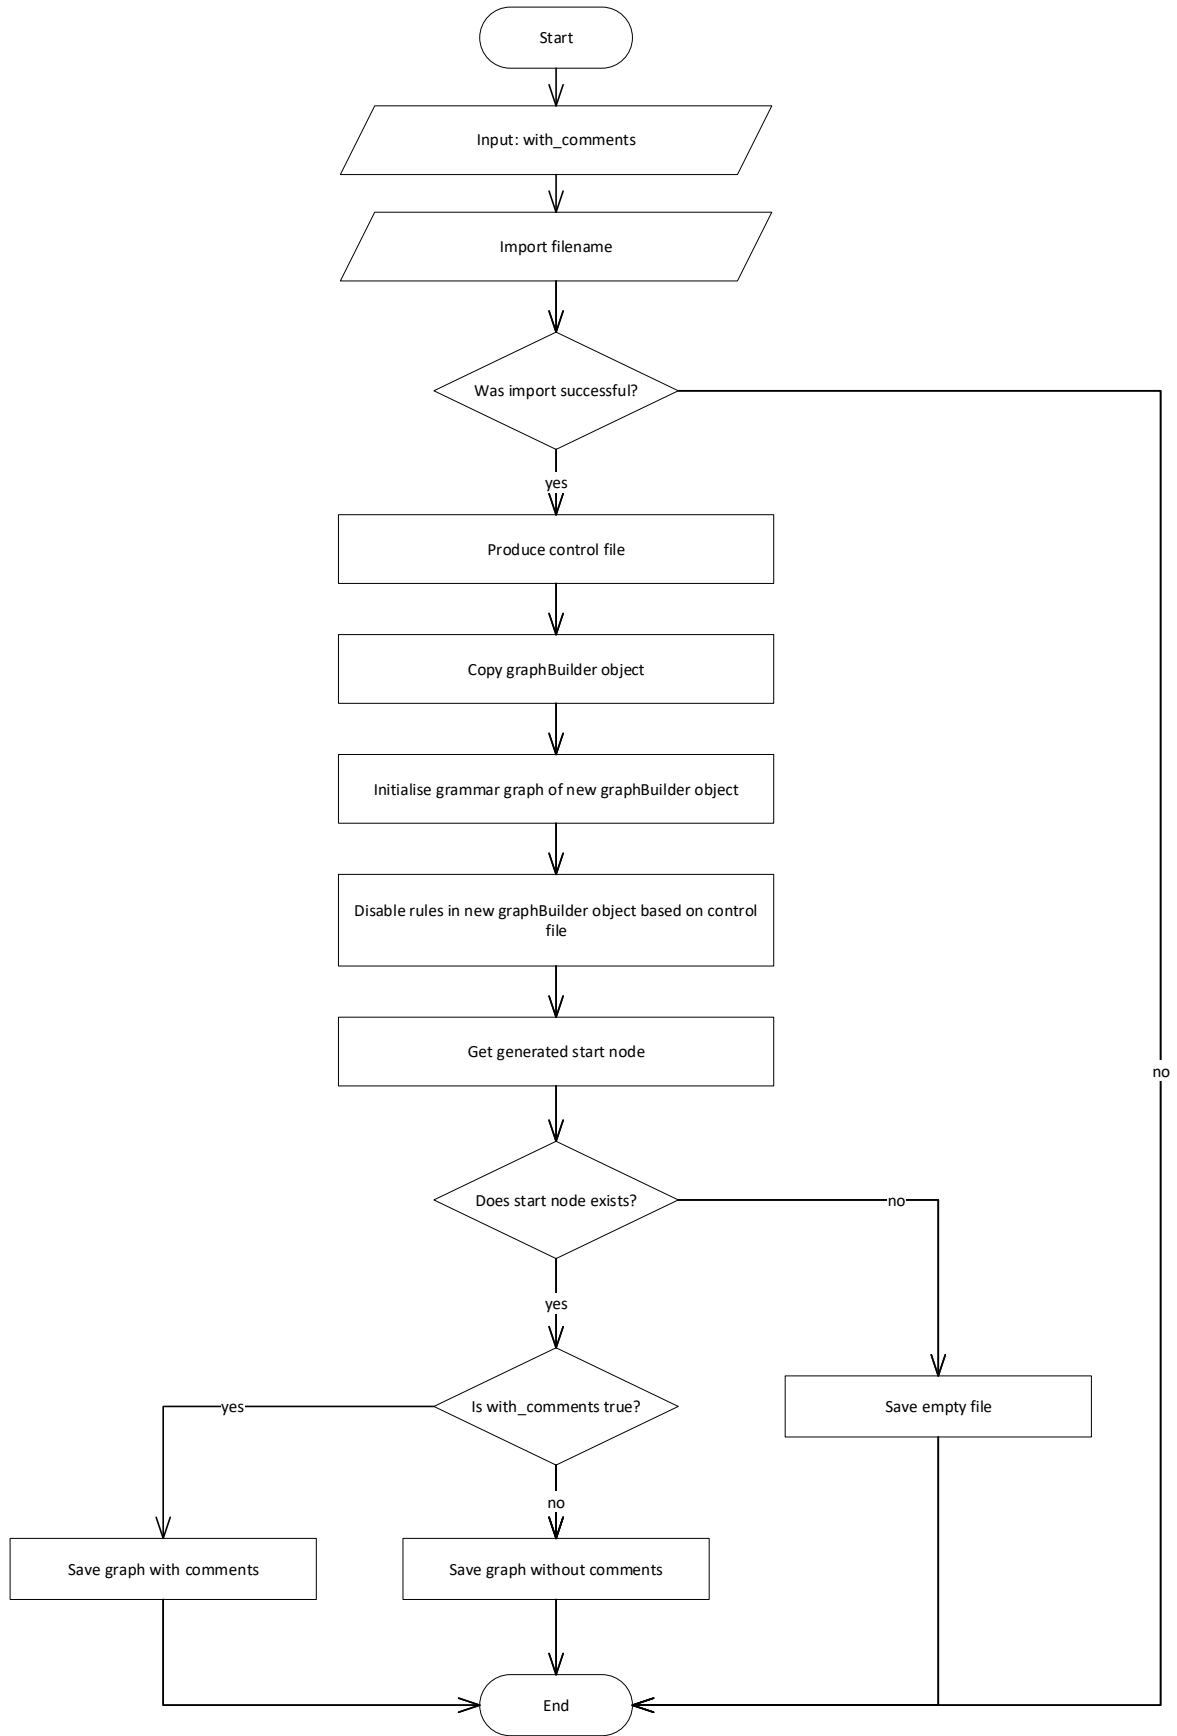 Start
Input: with_comments
Import filename
Was import successful?
yes
Produce control file
Copy graphBuilder object
Initialise grammar graph of new graphBuilder object
Disable rules in new graphBuilder object based on control
file
Get generated start node
no
Does start node exists?
no
yes
Is with_comments true?
yes
Save empty file
no
Save graph with comments
Save graph without comments
End